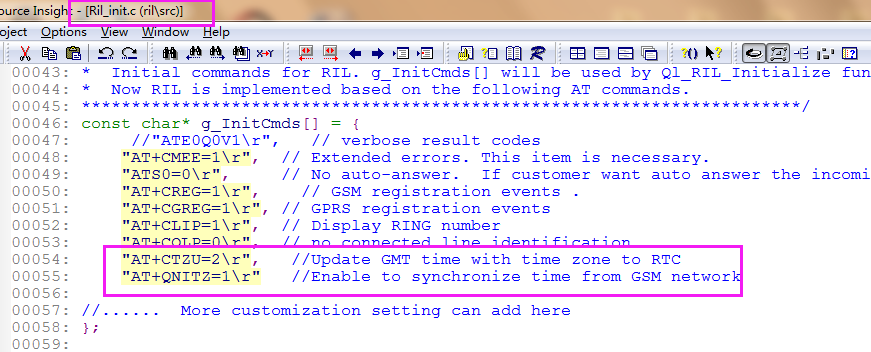 ource Insight - [Ril_init.c (ril\src)]
oject Options View Window Help
00043: *  Initial commands for RIL. g_InitCmds[] will be used by Ql_RIL_Initialize fun
00044: *  Now RIL is implemented based on the following AT commands.
00045: ***********************************************************************/
00046: const char* g_InitCmds[] = {
00047:      //"ATE0Q0V1\r",   // verbose result codes
00048:     "AT+CMEE=1\r",  // Extended errors. This item is necessary.
00049:     "ATS0=0\r",     // No auto-answer.  If customer want auto answer the incomi
00050:     "AT+CREG=1\r",    // GSM registration events .
00051:     "AT+CGREG=1\r", // GPRS registration events
00052:     "AT+CLIP=1\r",  // Display RING number
00053:     "AT+COLP=0\r",  // no connected line identification
00054:     "AT+CTZU=2\r",   //Update GMT time with time zone to RTC
00055:     "AT+QNITZ=1\r"   //Enable to synchronize time from GSM network
00056:
00057: //......  More customization setting can add here
00058: };
00059: